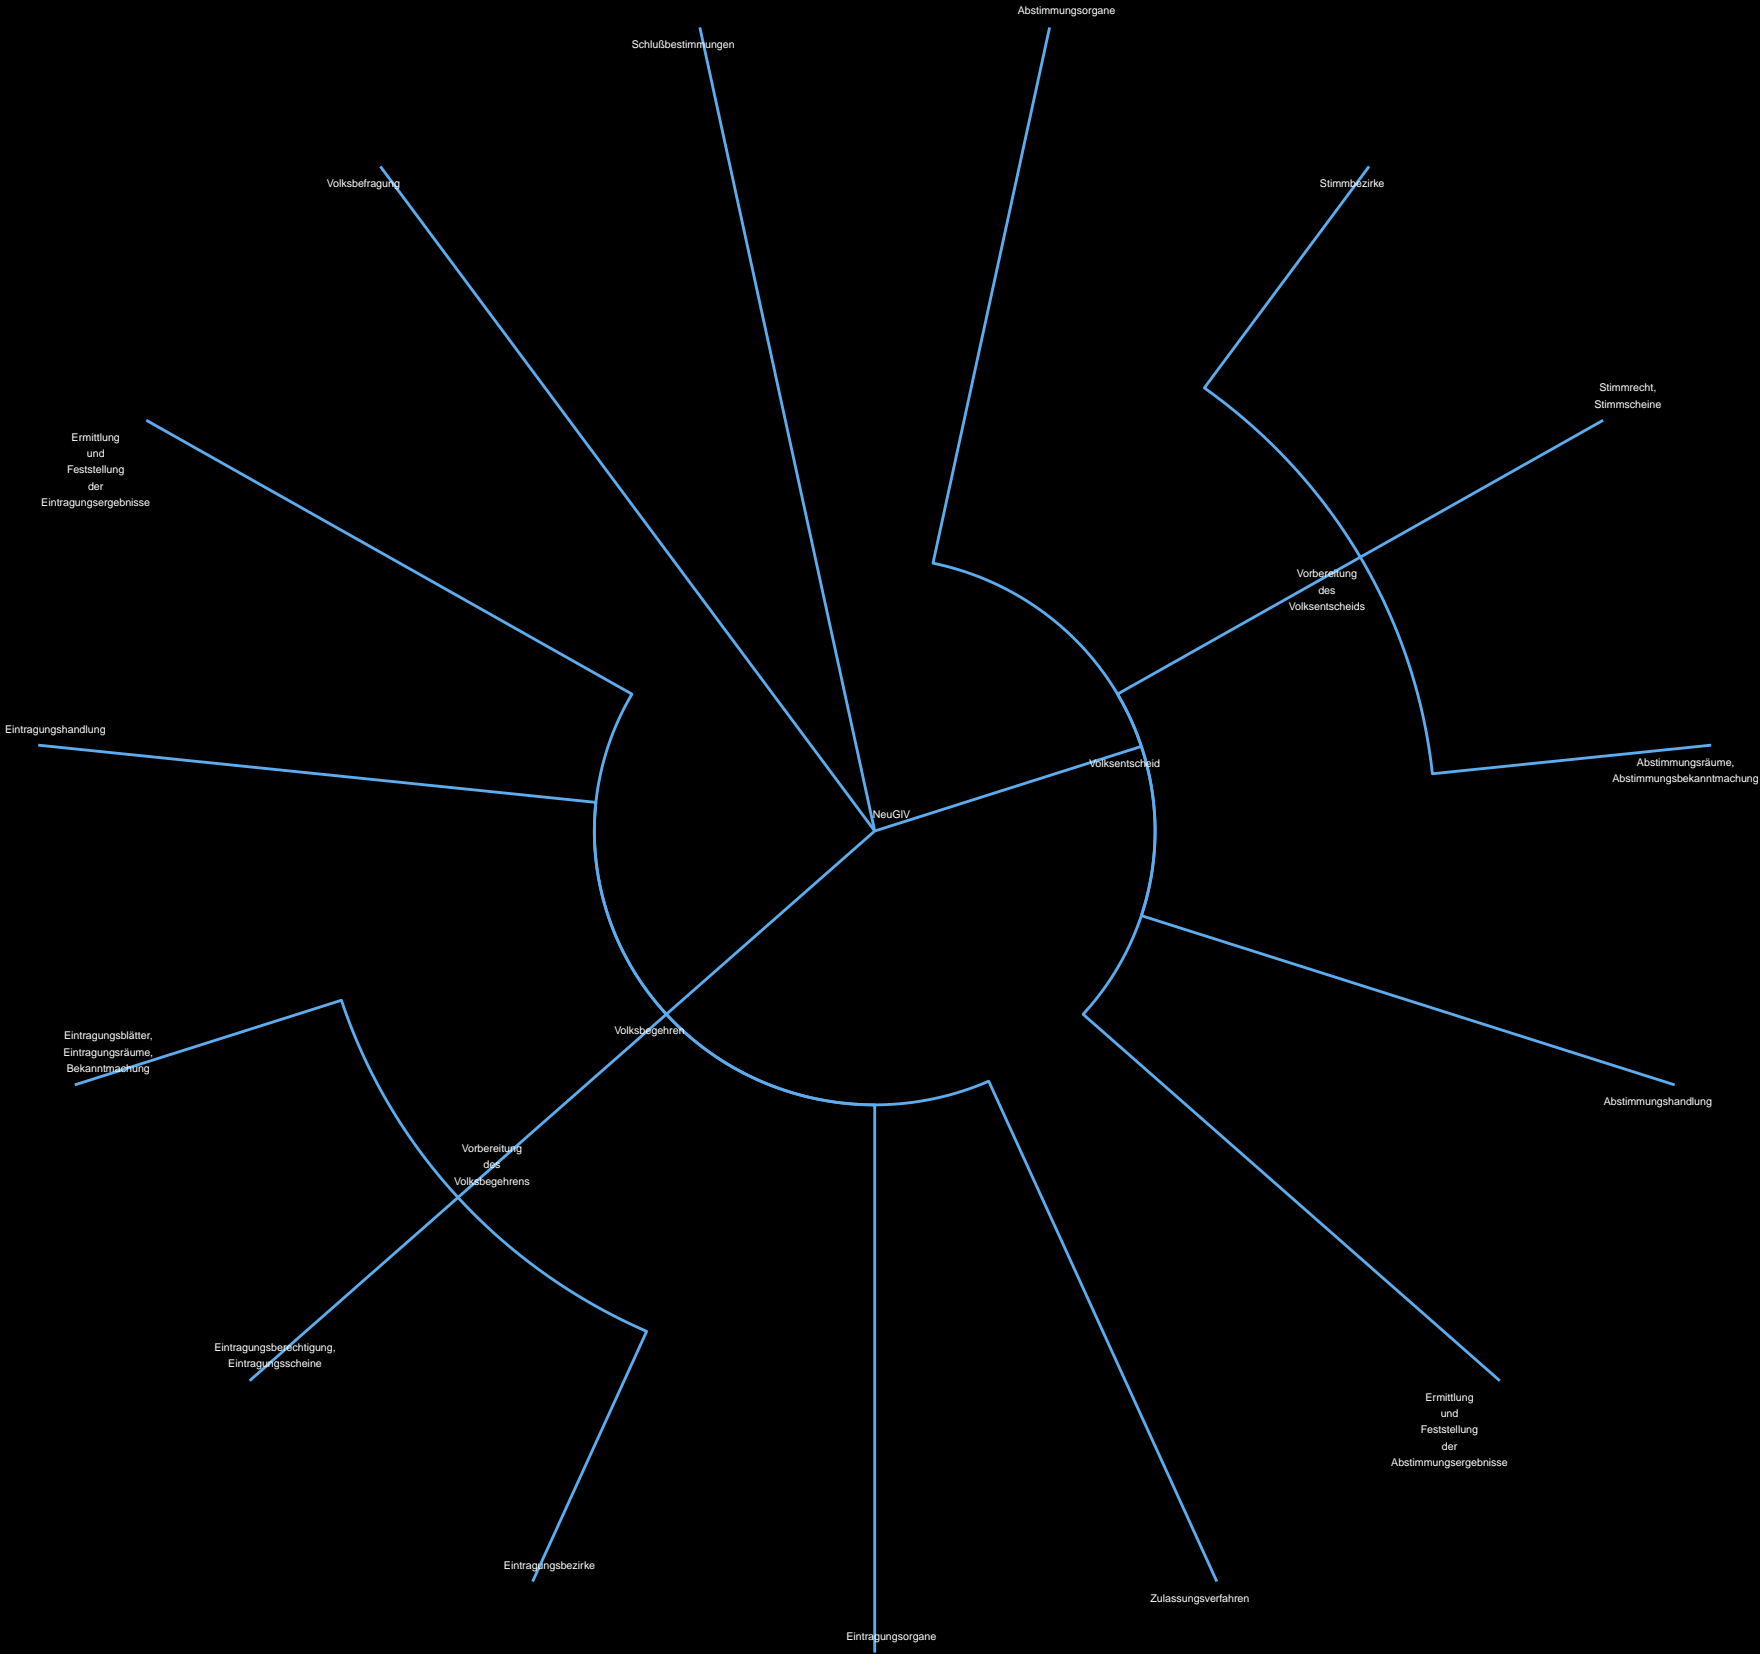 Abstimmungsorgane
Schlußbestimmungen
Volksbefragung
Stimmbezirke
Stimmrecht,
Stimmscheine
Ermittlung
und
Feststellung
der
Eintragungsergebnisse
Vorbereitung
des
Volksentscheids
Eintragungshandlung
Volksentscheid
Abstimmungsräume,
Abstimmungsbekanntmachung
NeuGlV
Volksbegehren
Eintragungsblätter,
Eintragungsräume,
Bekanntmachung
Abstimmungshandlung
Vorbereitung
des
Volksbegehrens
Eintragungsberechtigung,
Eintragungsscheine
Ermittlung
und
Feststellung
der
Abstimmungsergebnisse
Eintragungsbezirke
Zulassungsverfahren
Eintragungsorgane